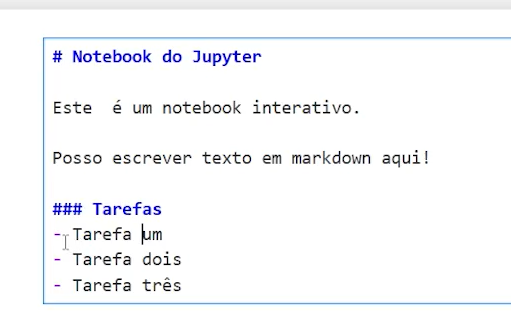 # Notebook do Jupyter
Este  é um notebook interativo.
Posso escrever texto em markdown aqui!
### Tarefas
- Tarefa um
- Tarefa dois
- Tarefa três